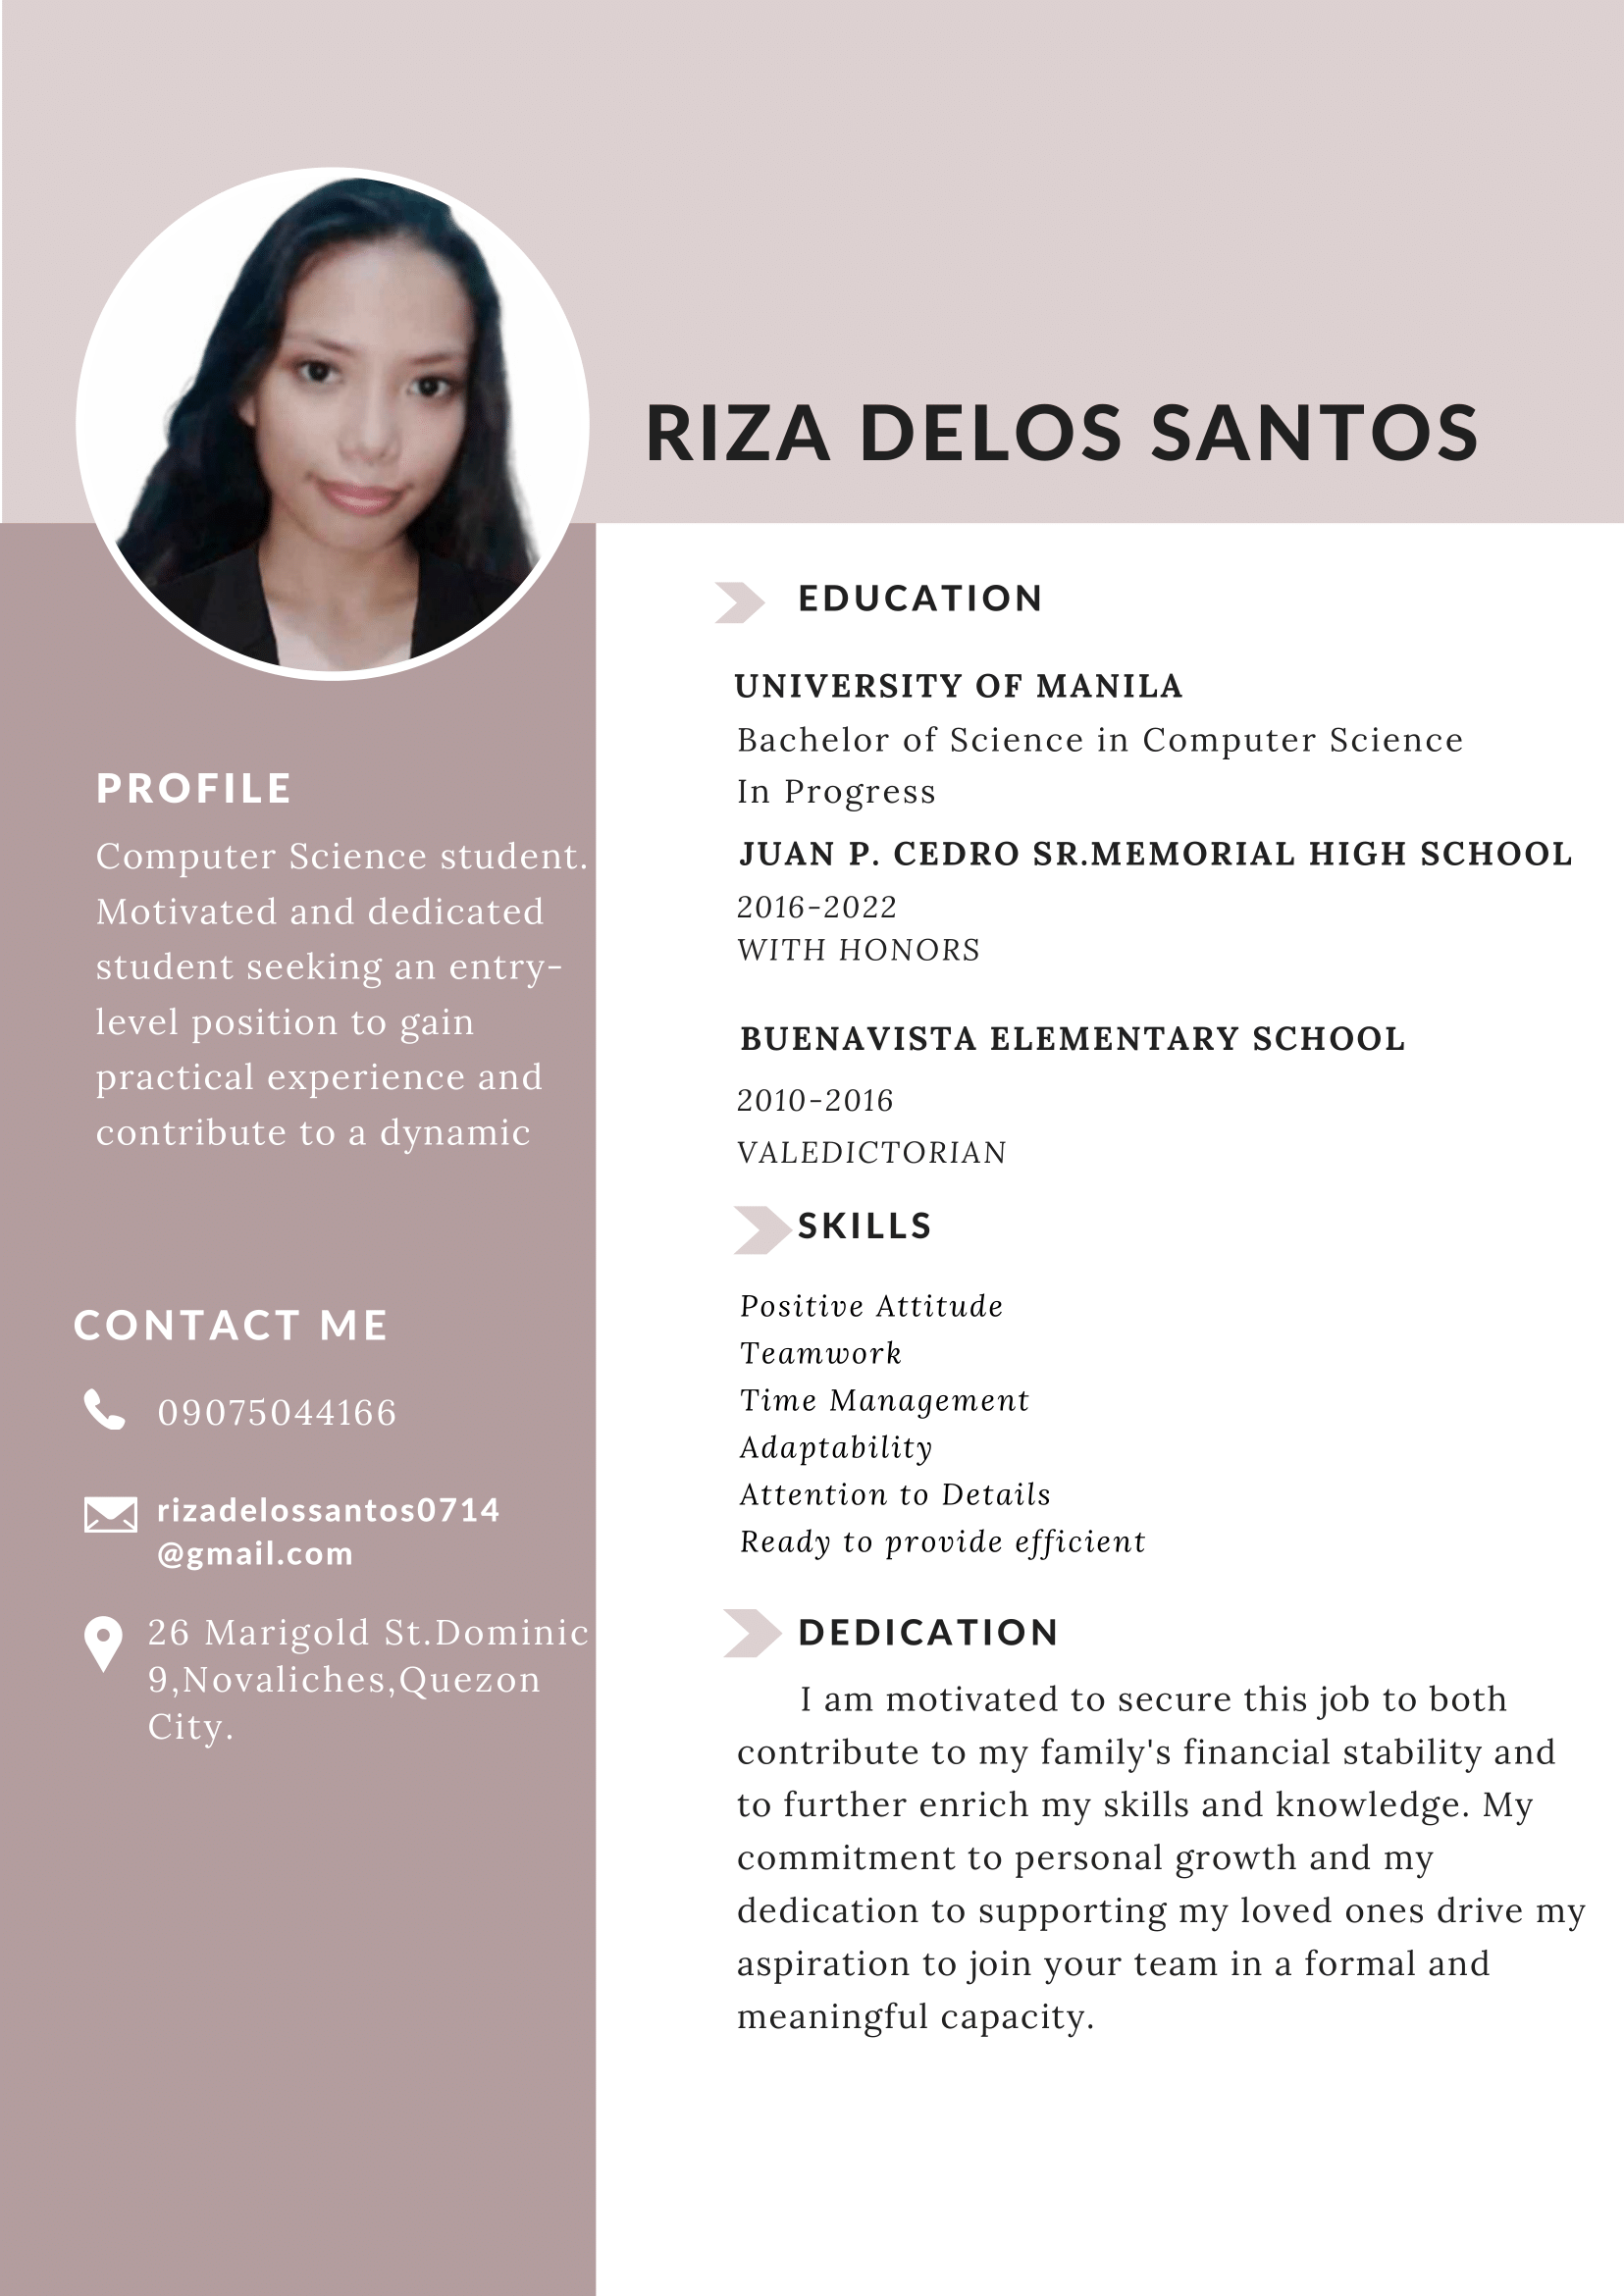 RIZA DELOS SANTOS
PROFILE
Computer Science student.
Motivated and dedicated
student seeking an entry-
level position to gain
practical experience and
contribute to a dynamic
CONTACT ME
09075044166
rizadelossantos0714
@gmail.com
26 Marigold St.Dominic
9,Novaliches,Quezon
City.
EDUCATION
UNIVERSITY OF MANILA
Bachelor of Science in Computer Science
In Progress
JUAN P. CEDRO SR.MEMORIAL HIGH SCHOOL
2016-2022
WITH HONORS
BUENAVISTA ELEMENTARY SCHOOL
2010-2016
VALEDICTORIAN
SKILLS
Positive Attitude
Teamwork
Time Management
Adaptability
Attention to Details
Ready to provide efficient
DEDICATION
I am motivated to secure this job to both
contribute to my family's financial stability and
to further enrich my skills and knowledge. My
commitment to personal growth and my
dedication to supporting my loved ones drive my
aspiration to join your team in a formal and
meaningful capacity.